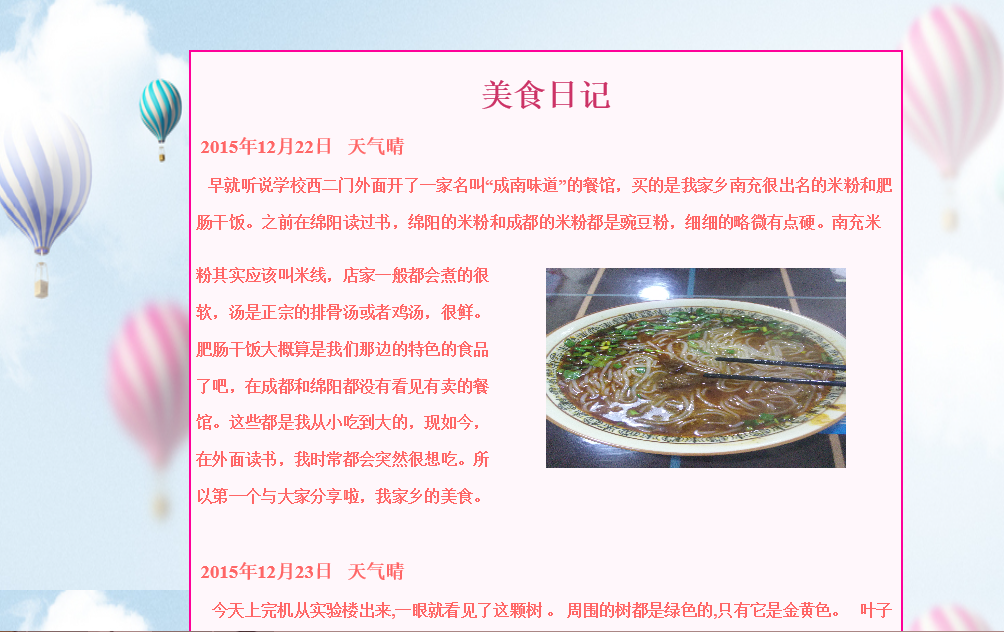 美食日记
2015年12月22日 天气晴
早就听说学校西二门外面开了一家名叫“成南味道”的餐馆，买的是我家乡南充很出名的米粉和肥
肠干饭。之前在绵阳读过书，绵阳的米粉和成都的米粉都是豌豆粉，细细的略微有点硬。南充米
粉其实应该叫米线，店家一般都会煮的很
软，汤是正宗的排骨汤或者鸡汤，很鲜。
肥肠干饭大概算是我们那边的特色的食品
了吧，在成都和绵阳都没有看见有卖的餐
馆。这些都是我从小吃到大的，现如今，
在外面读书，我时常都会突然很想吃。所
以第一个与大家分享啦，我家乡的美食。
2015年12月23日 天气晴
今天上完机从实验楼出来,一眼就看见了这颗树 。 周围的树都是绿色的,只有它是金黄色。 叶子